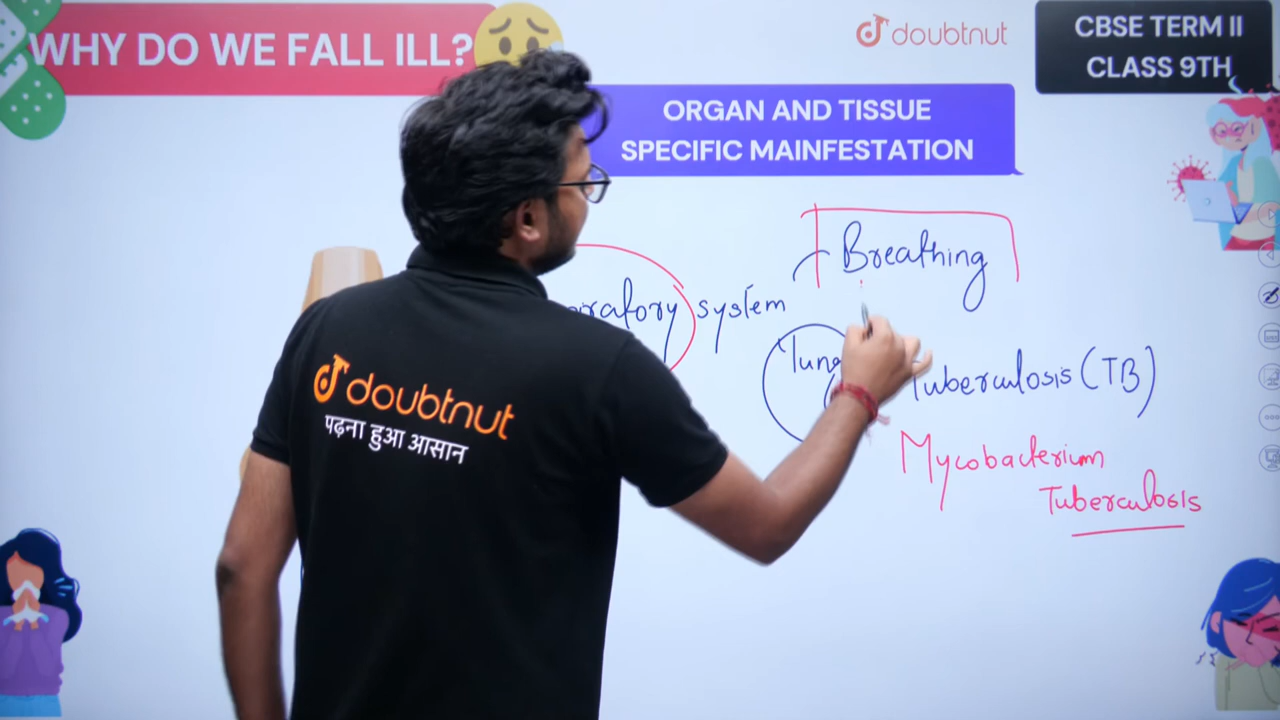 WHY DO WE FALL ILL?
doubtnut
CBSE TERM II
CLASS 9TH
ORGAN AND TISSUE
SPECIFIC MAINFESTATION
Breathing
system
Tuberculosis (TB)
Mycobacterium
Tuberculosis
doubtnut
पढ़ना हुआ आसान